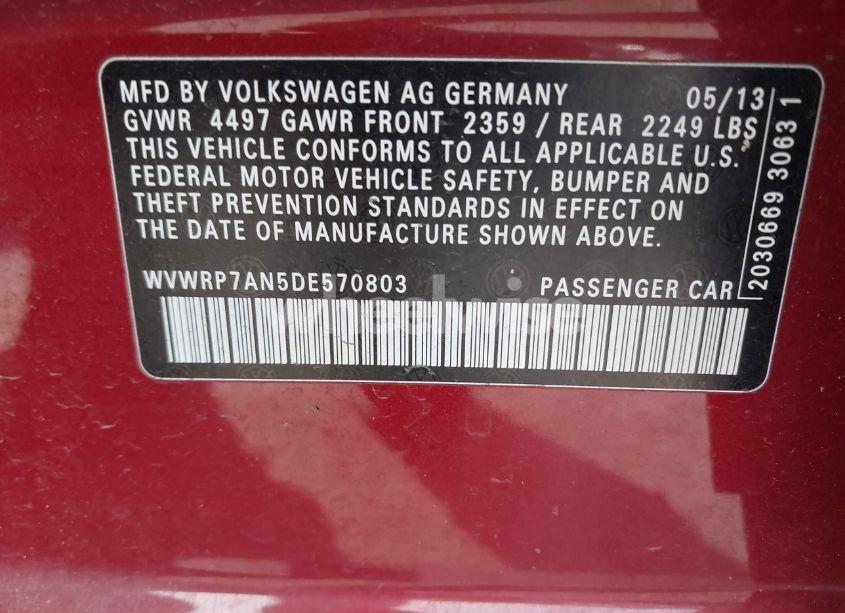 MFD BY VOLKSWAGEN AG GERMANY 05/13
GVWR 4497 GAWR FRONT 2359 / REAR 2249 LBS
THIS VEHICLE CONFORMS TO ALL APPLICABLE U.S.
FEDERAL MOTOR VEHICLE SAFETY, BUMPER AND
THEFT PREVENTION STANDARDS IN EFFECT ON
THE DATE OF MANUFACTURE SHOWN ABOVE.
WVWRP7AN5DE570803 PASSENGER CAR
2030669 3063 1
wheelwise